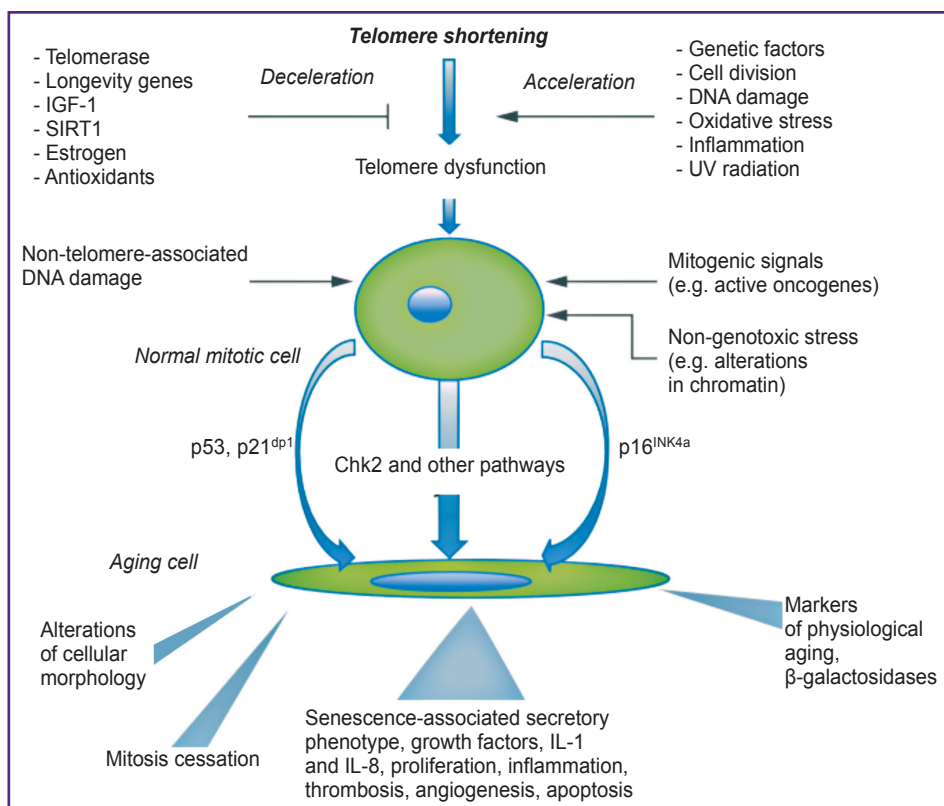 Telomere shortening
- Telomerase
- Longevity genes
- IGF-1
- SIRT1
- Estrogen
- Antioxidants
Deceleration
Acceleration
- Genetic factors
- Cell division
- DNA damage
- Oxidative stress
- Inflammation
- UV radiation
Telomere dysfunction
Non-telomere-associated
DNA damage
Mitogenic signals
(e.g. active oncogenes)
Non-genotoxic stress
(e.g. alterations
in chromatin)
Normal mitotic cell
p53, p21dp1
Chk2 and other pathways
p16INK4a
Aging cell
Alterations
of cellular
morphology
Mitosis cessation
Senescence-associated secretory
phenotype, growth factors, IL-1
and IL-8, proliferation, inflammation,
thrombosis, angiogenesis, apoptosis
Markers
of physiological
aging,
β-galactosidases